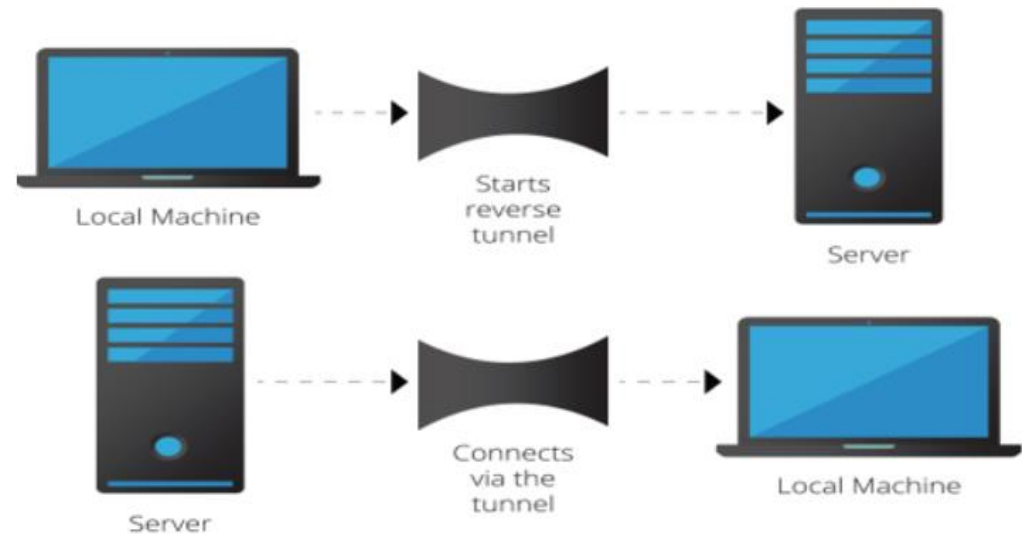 Local Machine
Starts
reverse
tunnel
Server
Server
Connects
via the
tunnel
Local Machine